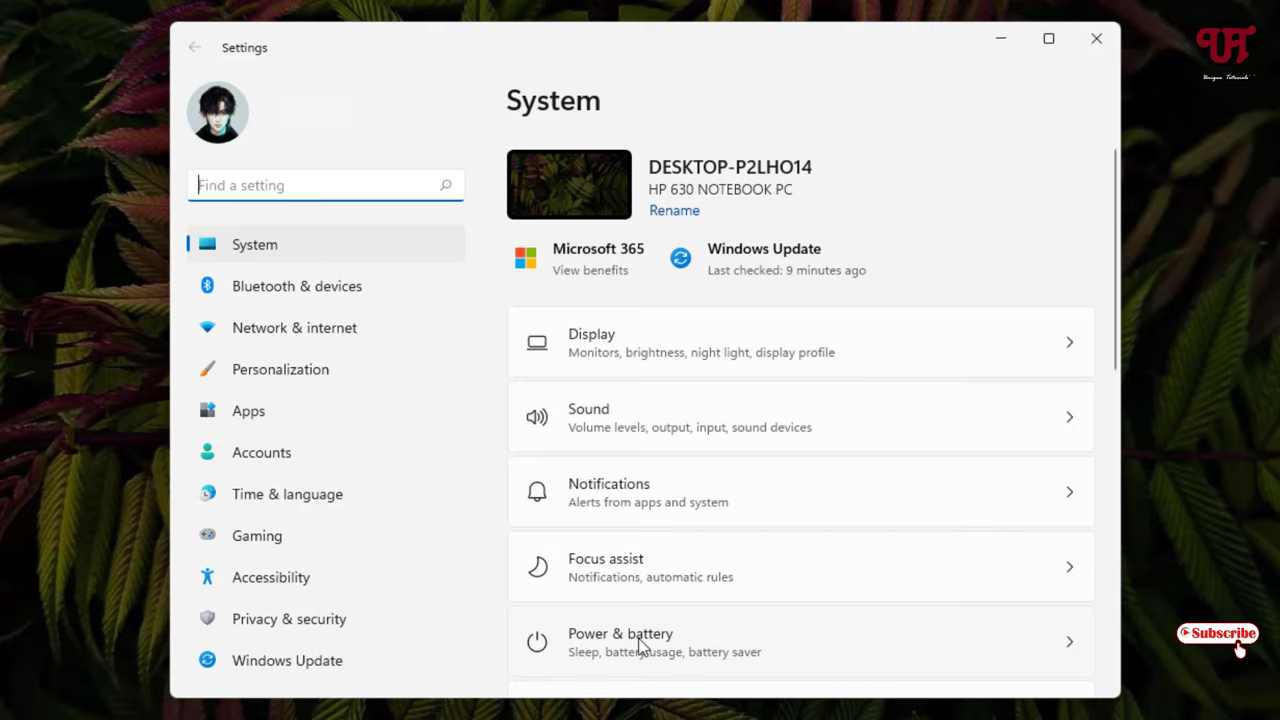 Settings
Find a setting
System
Bluetooth & devices
Network & internet
Personalization
Apps
Accounts
Time & language
Gaming
Accessibility
Privacy & security
Windows Update
System
DESKTOP-P2LHO14
HP 630 NOTEBOOK PC
Rename
Microsoft 365
View benefits
Windows Update
Last checked: 9 minutes ago
Display
Monitors, brightness, night light, display profile
Sound
Volume levels, output, input, sound devices
Notifications
Alerts from apps and system
Focus assist
Notifications, automatic rules
Power & battery
Sleep, battery usage, battery saver
UT
Unique Tutorials
Subscribe